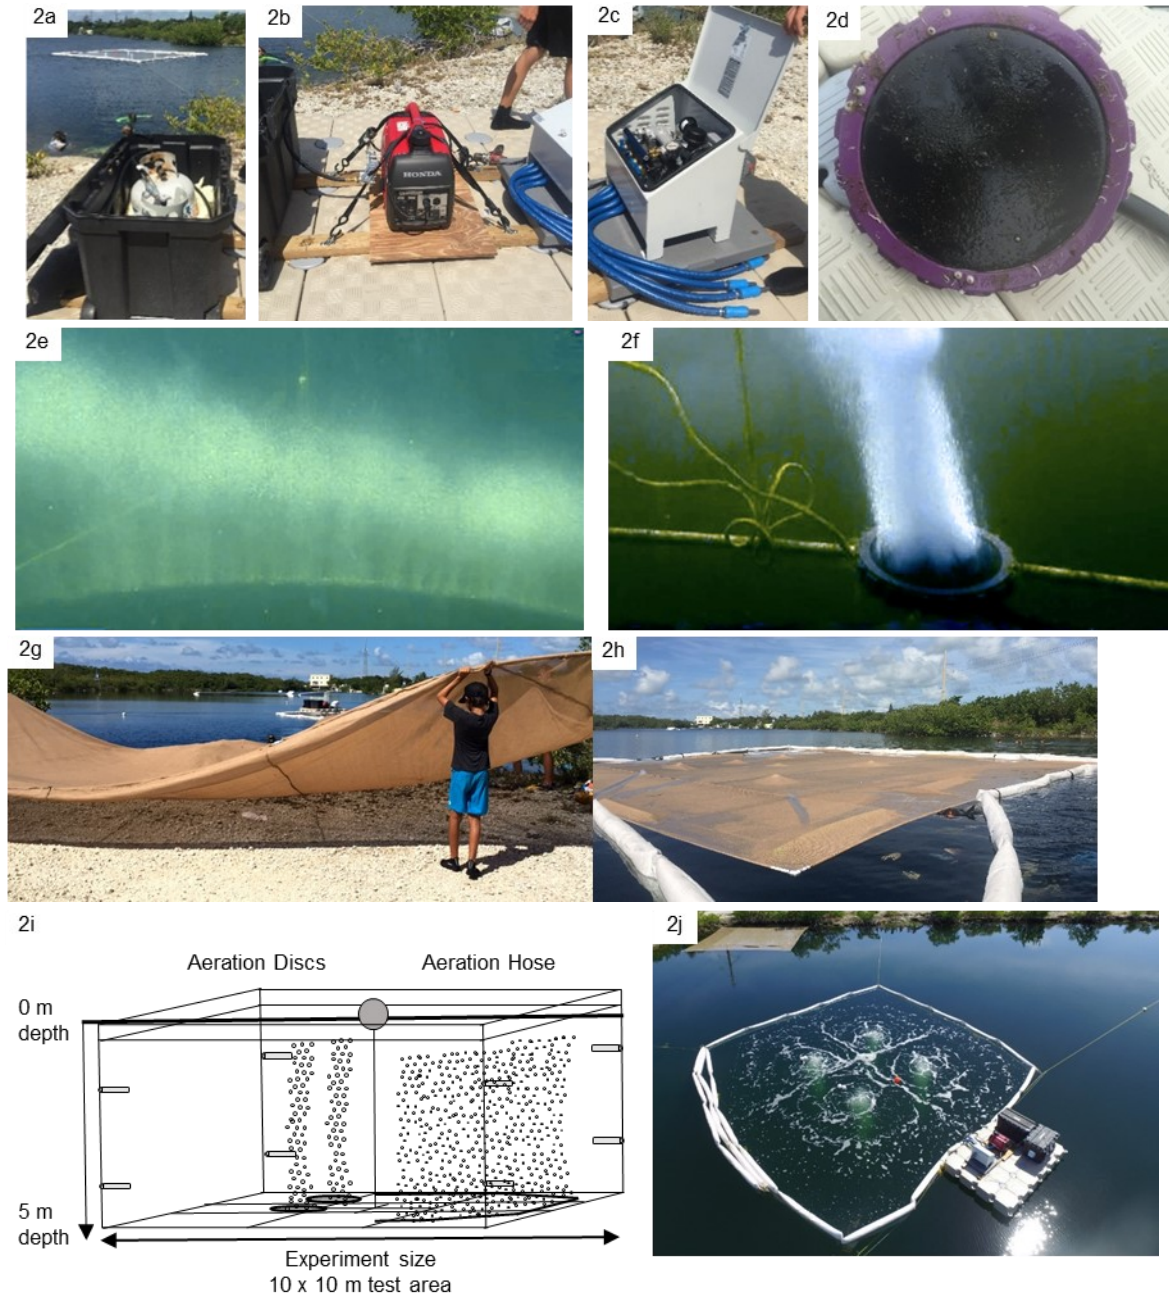 2a
2b
2c
2d
HONDA
2e
2f
2g
2h
2i
2j
Aeration Discs
Aeration Hose
0 m
depth
5 m
depth
Experiment size
10 x 10 m test area